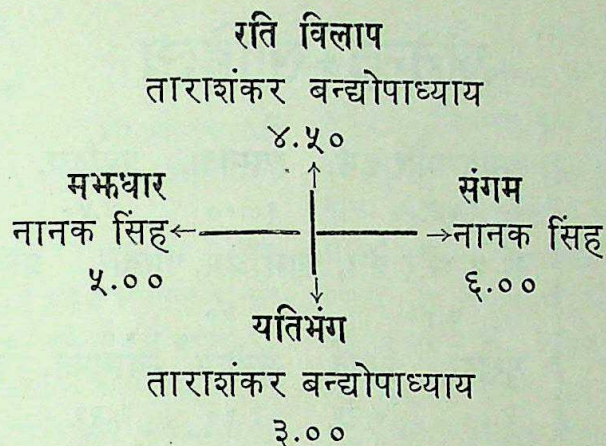 रति विलाप
ताराशंकर बन्द्योपाध्याय
४.५०
मझधार
नानक सिंह
५.००
संगम
नानक सिंह
६.००
यतिभंग
ताराशंकर बन्द्योपाध्याय
३.००